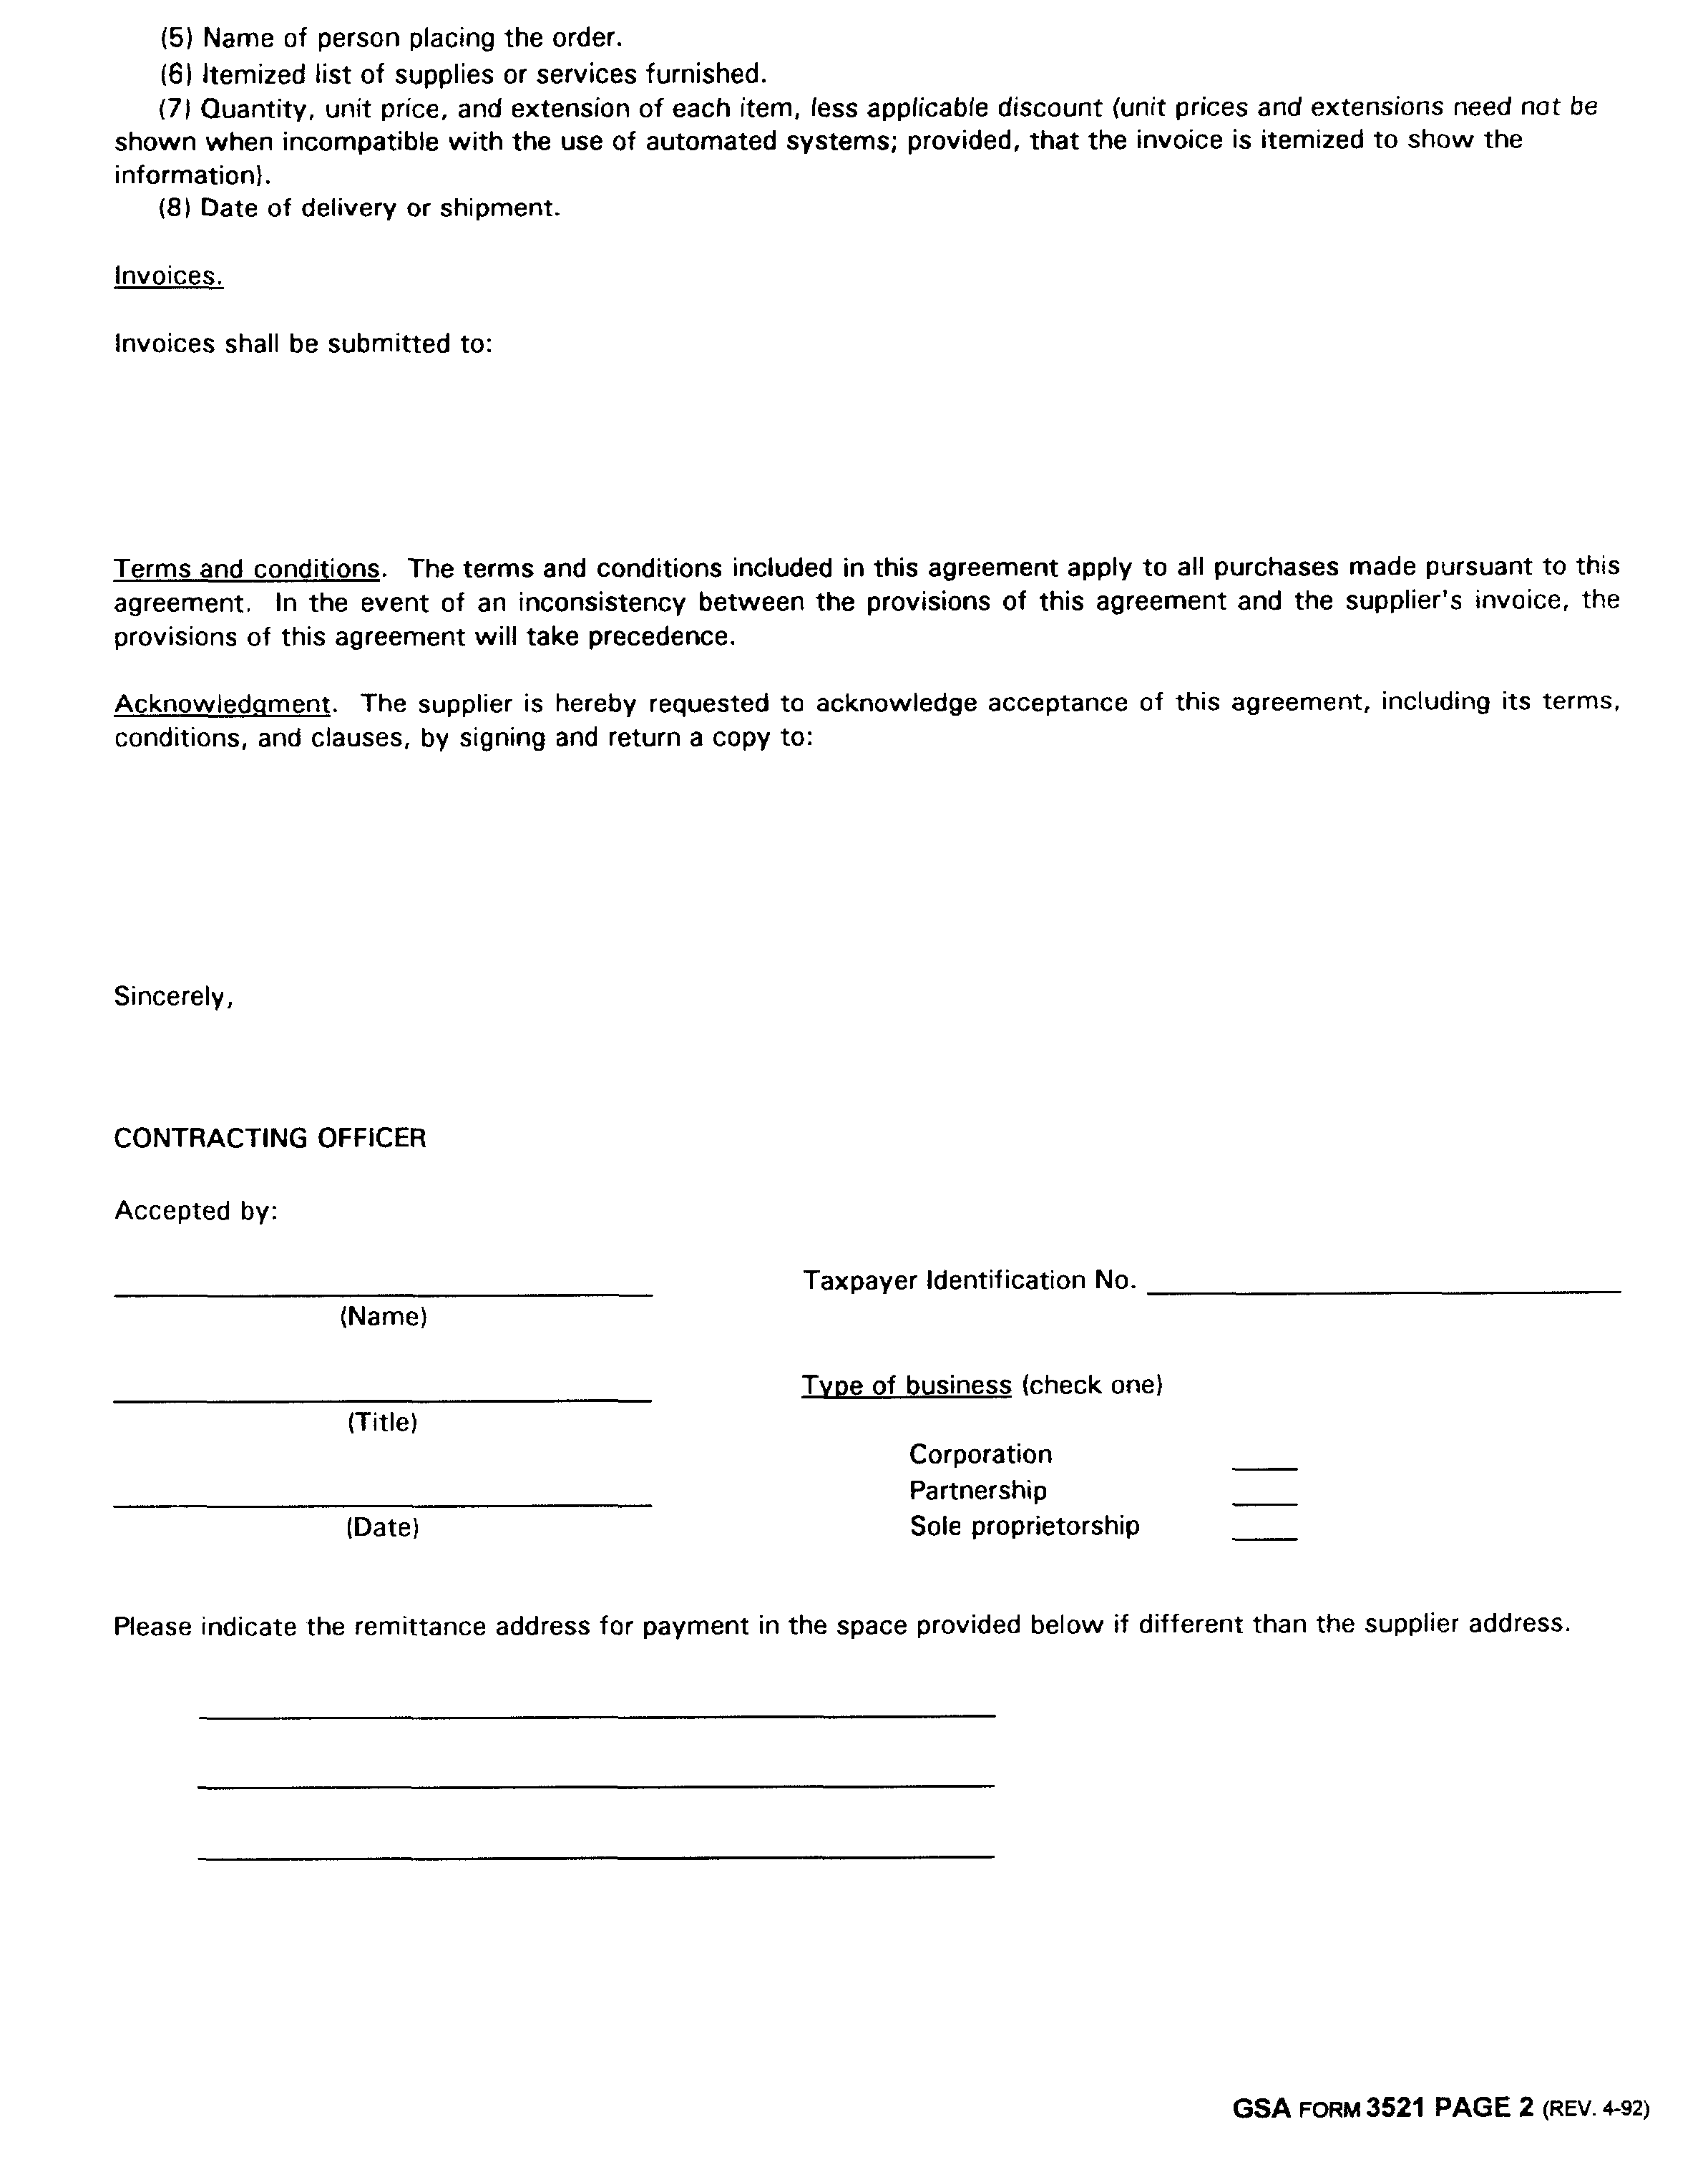 (5) Name of person placing the order.
(6) Itemized list of supplies or services furnished.
(7) Quantity, unit price, and extension of each item, less applicable discount (unit prices and extensions need not be
shown when incompatible with the use of automated systems; provided, that the invoice is itemized to show the
information).
(8) Date of delivery or shipment.
Invoices.
Invoices shall be submitted to:
Terms and conditions. The terms and conditions included in this agreement apply to all purchases made pursuant to this
agreement. In the event of an inconsistency between the provisions of this agreement and the supplier's invoice, the
provisions of this agreement will take precedence.
Acknowledgment. The supplier is hereby requested to acknowledge acceptance of this agreement, including its terms,
conditions, and clauses, by signing and return a copy to:
Sincerely,
CONTRACTING OFFICER
Accepted by:
Taxpayer Identification No.
(Name)
Type of business (check one)
(Title)
Corporation
Partnership
Sole proprietorship
(Date)
Please indicate the remittance address for payment in the space provided below if different than the supplier address.
GSA FORM 3521 PAGE 2 (REV. 4-92)